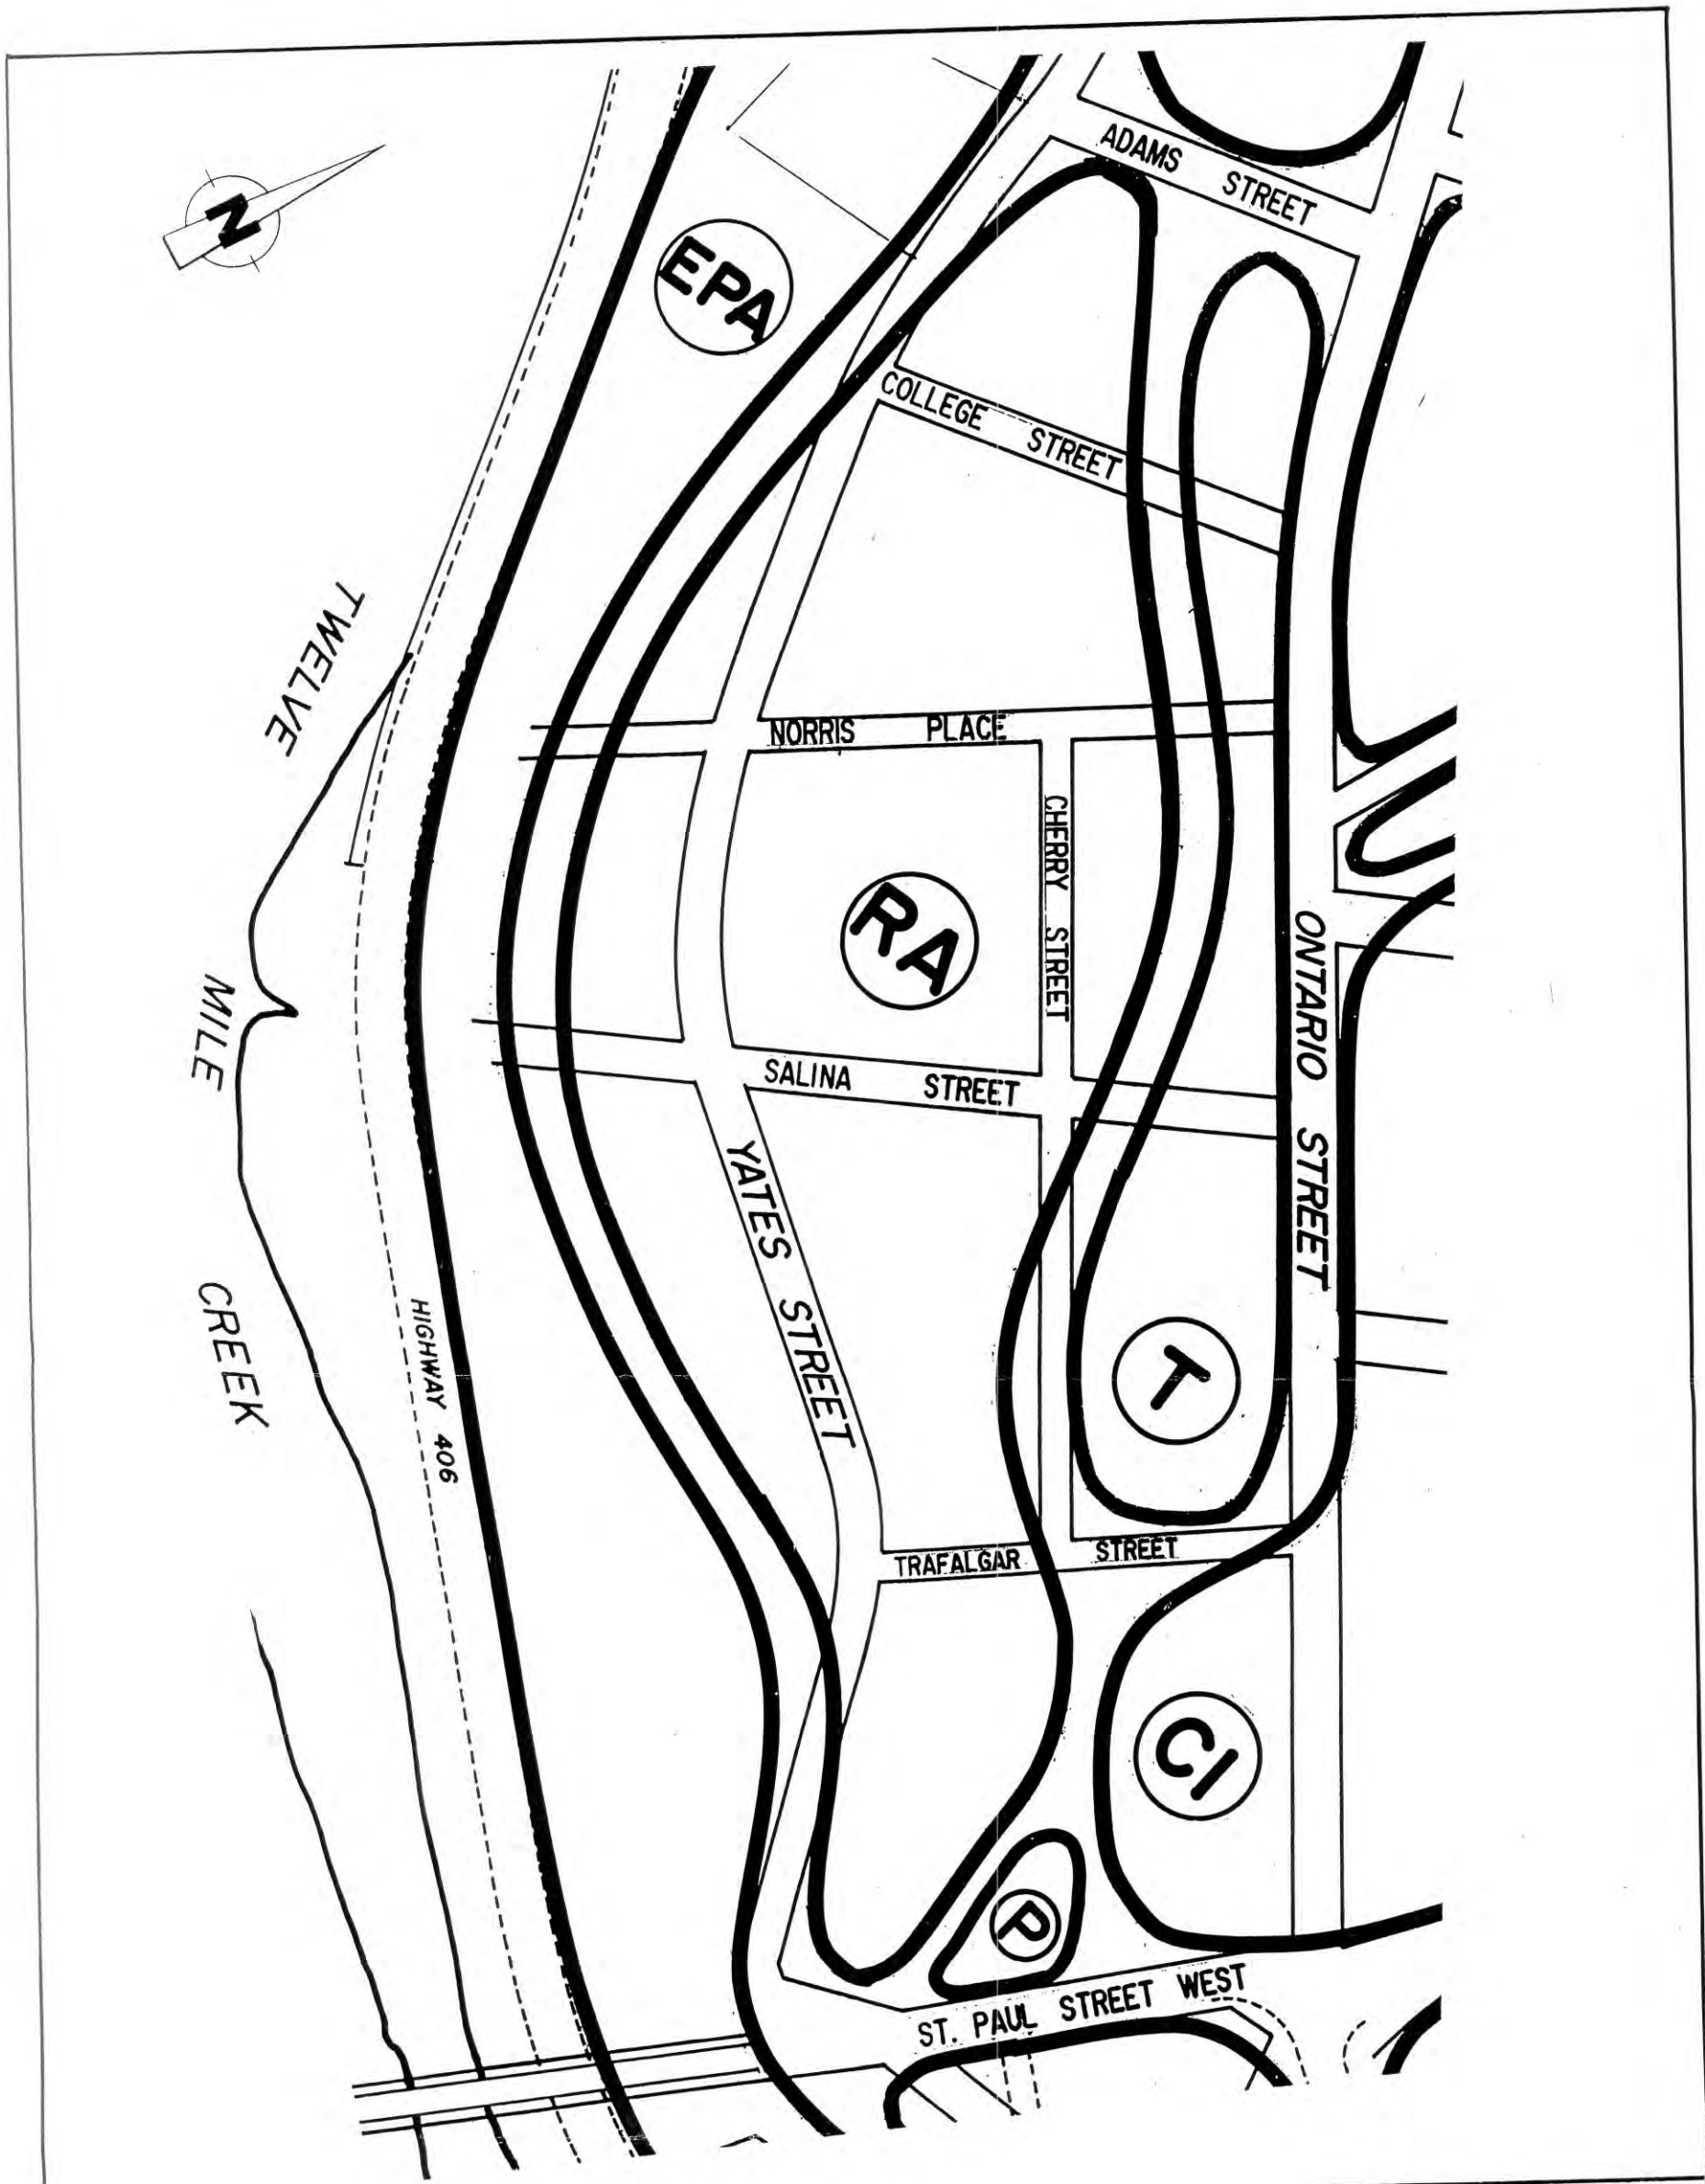 ADAMS STREET
N
EPA
COLLEGE STREET
TWELVE
MILE
CREEK
NORRIS PLACE
CHERRY STREET
RA
ONTARIO STREET
SALINA STREET
YATES STREET
HIGHWAY 406
T
TRAFALGAR STREET
CI
P
ST. PAUL STREET WEST